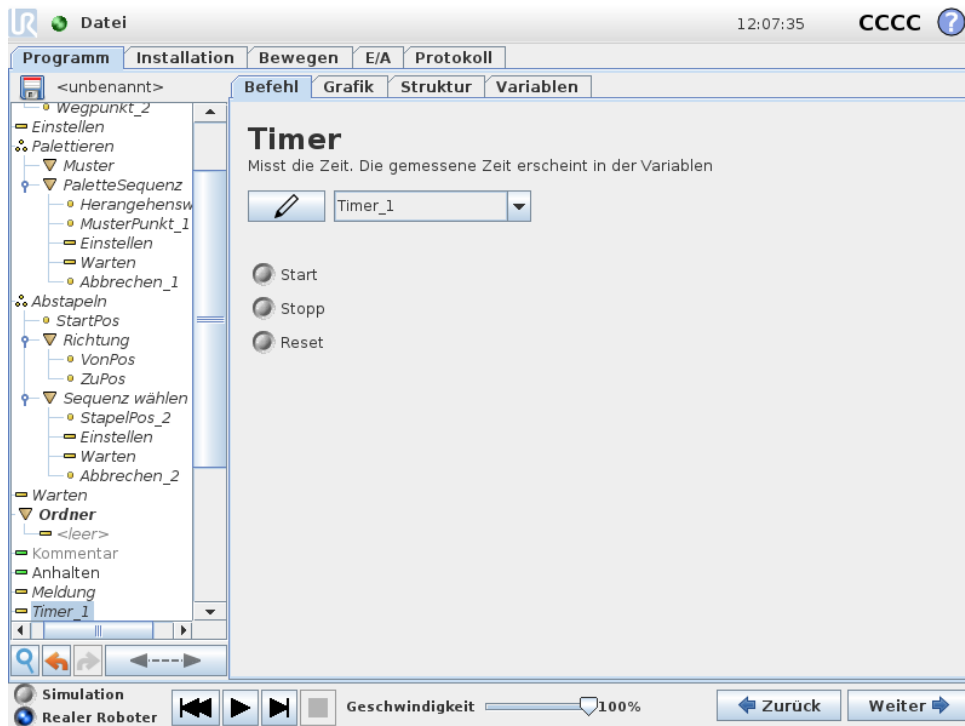 UR Datei 12:07:35 CCCC ?
Programm Installation Bewegen E/A Protokoll
<unbenannt> Befehl Grafik Struktur Variablen
Wegpunkt_2
Einstellen
Palettieren
Muster
PaletteSequenz
Herangehensw
MusterPunkt_1
Einstellen
Warten
Abbrechen_1
Abstapeln
StartPos
Richtung
VonPos
ZuPos
Sequenz wählen
StapelPos_2
Einstellen
Warten
Abbrechen_2
Warten
Ordner
<leer>
Kommentar
Anhalten
Meldung
Timer_1
Timer
Misst die Zeit. Die gemessene Zeit erscheint in der Variablen
Timer_1
Start
Stopp
Reset
Simulation
Realer Roboter
Geschwindigkeit 100%
Zurück Weiter